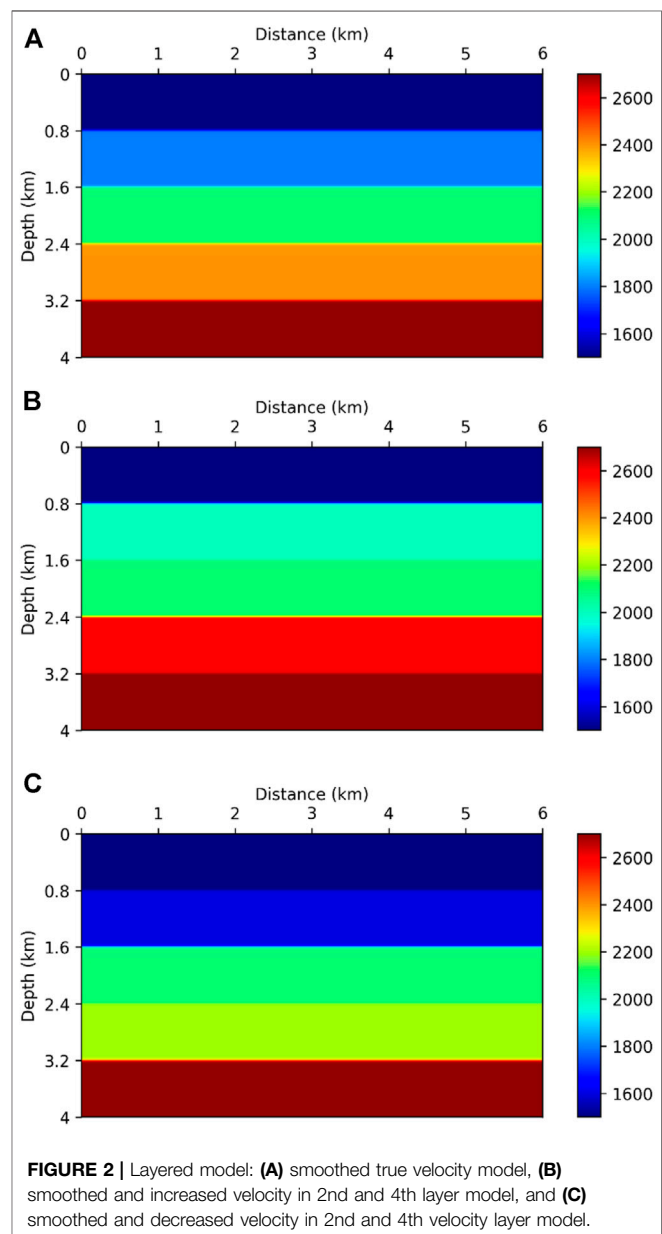 A
Distance (km)
0 1 2 3 4 5 6
Depth (km)
0
0.8
1.6
2.4
3.2
4
2600
2400
2200
2000
1800
1600
B
Distance (km)
0 1 2 3 4 5 6
Depth (km)
0
0.8
1.6
2.4
3.2
4
2600
2400
2200
2000
1800
1600
C
Distance (km)
0 1 2 3 4 5 6
Depth (km)
0
0.8
1.6
2.4
3.2
4
2600
2400
2200
2000
1800
1600
FIGURE 2 | Layered model: (A) smoothed true velocity model, (B)
smoothed and increased velocity in 2nd and 4th layer model, and (C)
smoothed and decreased velocity in 2nd and 4th velocity layer model.